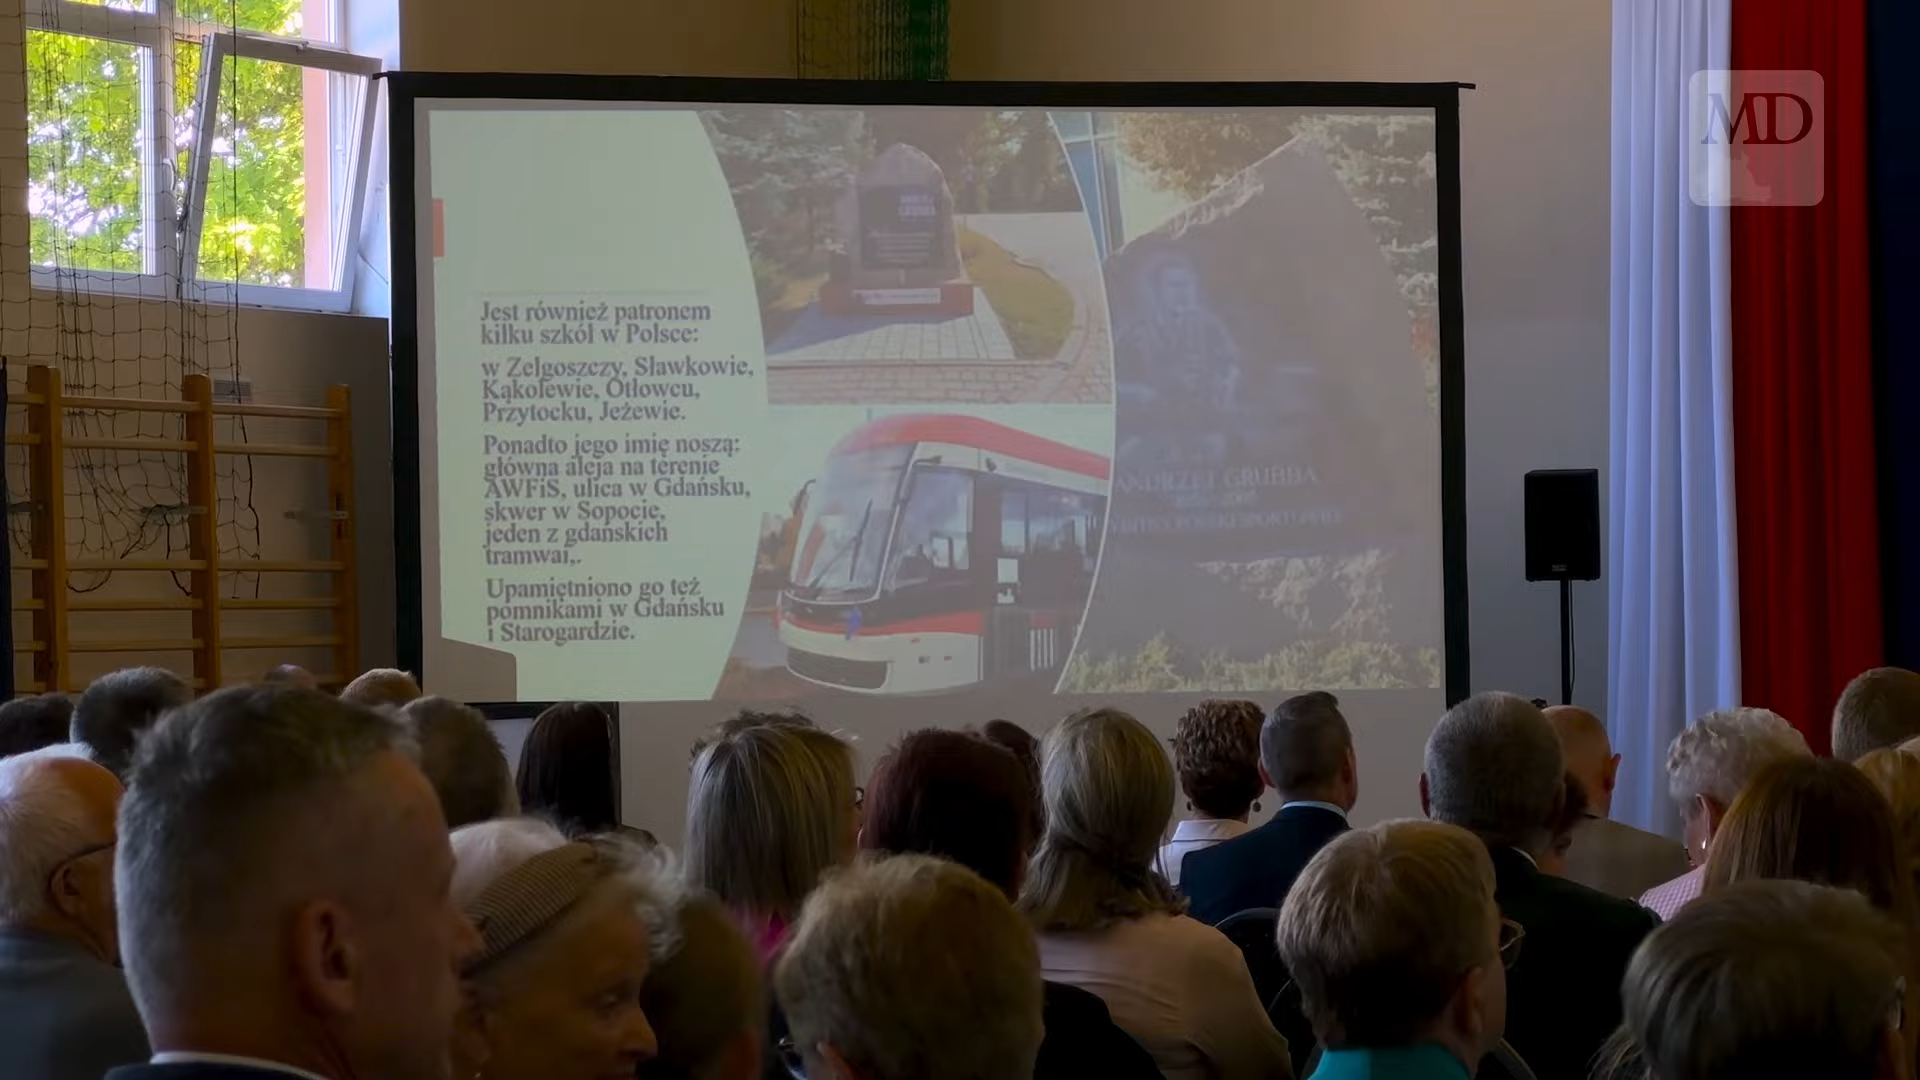 MD
Jest również patronem
kilku szkół w Polsce:
w Zelgoszczy, Sławkowie,
Kąkolewie, Otłowcu,
Przytocku, Jeżewie.
Ponadto jego imię noszą:
główna aleja na terenie
AWFiS, ulica w Gdańsku,
skwer w Sopocie,
jeden z gdańskich
tramwai,.
Upamiętniono go też
pomnikami w Gdańsku
i Starogardzie.
ANDRZEJ GRUBBA